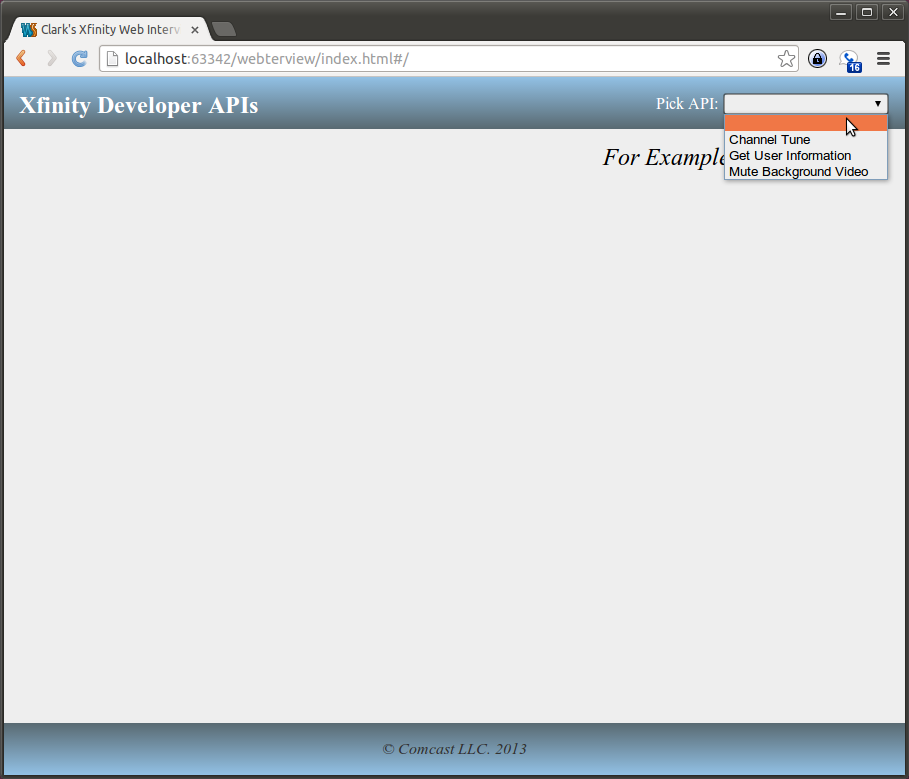 Clark's Xfinity Web Interv
localhost:63342/webterview/index.html#/
16
Xfinity Developer APIs
Pick API:
Channel Tune
Get User Information
Mute Background Video
For Example
© Comcast LLC. 2013